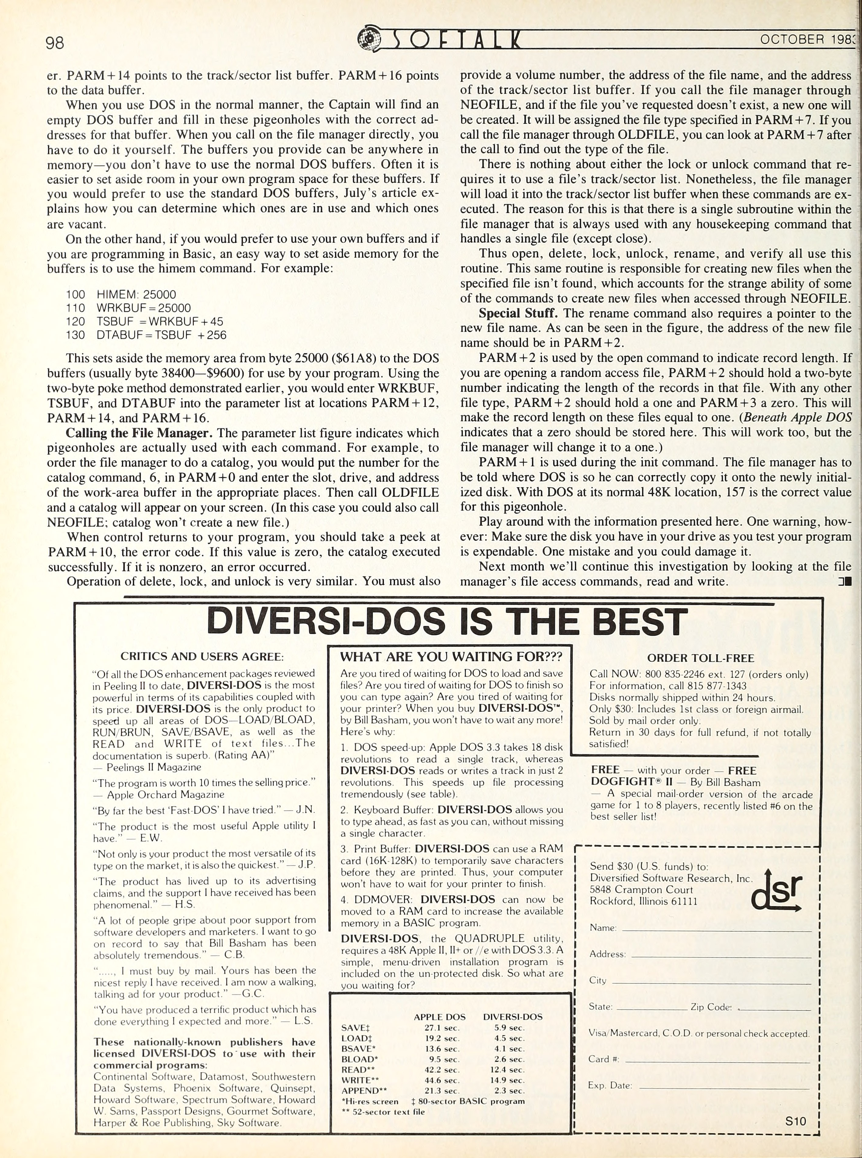 98
SOFTALK
OCTOBER 198
er. PARM+14 points to the track/sector list buffer. PARM+16 points
to the data buffer.
When you use DOS in the normal manner, the Captain will find an
empty DOS buffer and fill in these pigeonholes with the correct ad-
dresses for that buffer. When you call on the file manager directly, you
have to do it yourself. The buffers you provide can be anywhere in
memory—you don't have to use the normal DOS buffers. Often it is
easier to set aside room in your own program space for these buffers. If
you would prefer to use the standard DOS buffers, July's article ex-
plains how you can determine which ones are in use and which ones
are vacant.
On the other hand, if you would prefer to use your own buffers and if
you are programming in Basic, an easy way to set aside memory for the
buffers is to use the himem command. For example:
100 HIMEM: 25000
110 WRKBUF=25000
120 TSBUF =WRKBUF+45
130 DTABUF=TSBUF +256
This sets aside the memory area from byte 25000 ($61A8) to the DOS
buffers (usually byte 38400—$9600) for use by your program. Using the
two-byte poke method demonstrated earlier, you would enter WRKBUF,
TSBUF, and DTABUF into the parameter list at locations PARM+12,
PARM+14, and PARM+16.
Calling the File Manager. The parameter list figure indicates which
pigeonholes are actually used with each command. For example, to
order the file manager to do a catalog, you would put the number for the
catalog command, 6, in PARM+0 and enter the slot, drive, and address
of the work-area buffer in the appropriate places. Then call OLDFILE
and a catalog will appear on your screen. (In this case you could also call
NEOFILE; catalog won't create a new file.)
When control returns to your program, you should take a peek at
PARM+10, the error code. If this value is zero, the catalog executed
successfully. If it is nonzero, an error occurred.
Operation of delete, lock, and unlock is very similar. You must also
provide a volume number, the address of the file name, and the address
of the track/sector list buffer. If you call the file manager through
NEOFILE, and if the file you've requested doesn't exist, a new one will
be created. It will be assigned the file type specified in PARM+7. If you
call the file manager through OLDFILE, you can look at PARM+7 after
the call to find out the type of the file.
There is nothing about either the lock or unlock command that re-
quires it to use a file's track/sector list. Nonetheless, the file manager
will load it into the track/sector list buffer when these commands are ex-
ecuted. The reason for this is that there is a single subroutine within the
file manager that is always used with any housekeeping command that
handles a single file (except close).
Thus open, delete, lock, unlock, rename, and verify all use this
routine. This same routine is responsible for creating new files when the
specified file isn't found, which accounts for the strange ability of some
of the commands to create new files when accessed through NEOFILE.
Special Stuff. The rename command also requires a pointer to the
new file name. As can be seen in the figure, the address of the new file
name should be in PARM+2.
PARM+2 is used by the open command to indicate record length. If
you are opening a random access file, PARM+2 should hold a two-byte
number indicating the length of the records in that file. With any other
file type, PARM+2 should hold a one and PARM+3 a zero. This will
make the record length on these files equal to one. (Beneath Apple DOS
indicates that a zero should be stored here. This will work too, but the
file manager will change it to a one.)
PARM+1 is used during the init command. The file manager has to
be told where DOS is so he can correctly copy it onto the newly initial-
ized disk. With DOS at its normal 48K location, 157 is the correct value
for this pigeonhole.
Play around with the information presented here. One warning, how-
ever: Make sure the disk you have in your drive as you test your program
is expendable. One mistake and you could damage it.
Next month we'll continue this investigation by looking at the file
manager's file access commands, read and write.
DIVERSI-DOS IS THE BEST
CRITICS AND USERS AGREE:
"Of all the DOS enhancement packages reviewed
in Peeling II to date, DIVERSI-DOS is the most
powerful in terms of its capabilities coupled with
its price. DIVERSI-DOS is the only product to
speed up all areas of DOS—LOAD/BLOAD,
RUN/BRUN, SAVE/BSAVE, as well as the
READ and WRITE of text files...The
documentation is superb. (Rating AA)"
— Peelings II Magazine
"The program is worth 10 times the selling price."
— Apple Orchard Magazine
"By far the best 'Fast-DOS' I have tried." — J.N.
"The product is the most useful Apple utility I
have." — E.W.
"Not only is your product the most versatile of its
type on the market, it is also the quickest." — J.P.
"The product has lived up to its advertising
claims, and the support I have received has been
phenomenal." — H.S.
"A lot of people gripe about poor support from
software developers and marketers. I want to go
on record to say that Bill Basham has been
absolutely tremendous." — C.B.
"....., I must buy by mail. Yours has been the
nicest reply I have received. I am now a walking,
talking ad for your product." —G.C.
"You have produced a terrific product which has
done everything I expected and more." — L.S.
These nationally-known publishers have
licensed DIVERSI-DOS to use with their
commercial programs:
Continental Software, Datamost, Southwestern
Data Systems, Phoenix Software, Quinsept,
Howard Software, Spectrum Software, Howard
W. Sams, Passport Designs, Gourmet Software,
Harper & Roe Publishing, Sky Software.
WHAT ARE YOU WAITING FOR???
Are you tired of waiting for DOS to load and save
files? Are you tired of waiting for DOS to finish so
you can type again? Are you tired of waiting for
your printer? When you buy DIVERSI-DOS™,
by Bill Basham, you won't have to wait any more!
Here's why:
1. DOS speed-up: Apple DOS 3.3 takes 18 disk
revolutions to read a single track, whereas
DIVERSI-DOS reads or writes a track in just 2
revolutions. This speeds up file processing
tremendously (see table).
2. Keyboard Buffer: DIVERSI-DOS allows you
to type ahead, as fast as you can, without missing
a single character.
3. Print Buffer: DIVERSI-DOS can use a RAM
card (16K-128K) to temporarily save characters
before they are printed. Thus, your computer
won't have to wait for your printer to finish.
4. DDMOVER: DIVERSI-DOS can now be
moved to a RAM card to increase the available
memory in a BASIC program.
DIVERSI-DOS, the QUADRUPLE utility,
requires a 48K Apple II, II+ or //e with DOS 3.3. A
simple, menu-driven installation program is
included on the un-protected disk. So what are
you waiting for?
APPLE DOS DIVERSI-DOS
SAVE‡ 27.1 sec. 5.9 sec.
LOAD‡ 19.2 sec. 4.5 sec.
BSAVE* 13.6 sec. 4.1 sec.
BLOAD* 9.5 sec. 2.6 sec.
READ** 42.2 sec. 12.4 sec.
WRITE** 44.6 sec. 14.9 sec.
APPEND** 21.3 sec. 2.3 sec.
*Hi-res screen ‡ 80-sector BASIC program
** 52-sector text file
ORDER TOLL-FREE
Call NOW: 800 835-2246 ext. 127 (orders only)
For information, call 815 877-1343
Disks normally shipped within 24 hours.
Only $30: Includes 1st class or foreign airmail.
Sold by mail order only.
Return in 30 days for full refund, if not totally
satisfied!
FREE — with your order — FREE
DOGFIGHT® II — By Bill Basham
— A special mail-order version of the arcade
game for 1 to 8 players, recently listed #6 on the
best seller list!
Send $30 (U.S. funds) to:
Diversified Software Research, Inc.
5848 Crampton Court
Rockford, Illinois 61111
dsr
Name:
Address:
City
State: Zip Code:
Visa/Mastercard, C.O.D. or personal check accepted.
Card #:
Exp. Date:
S10